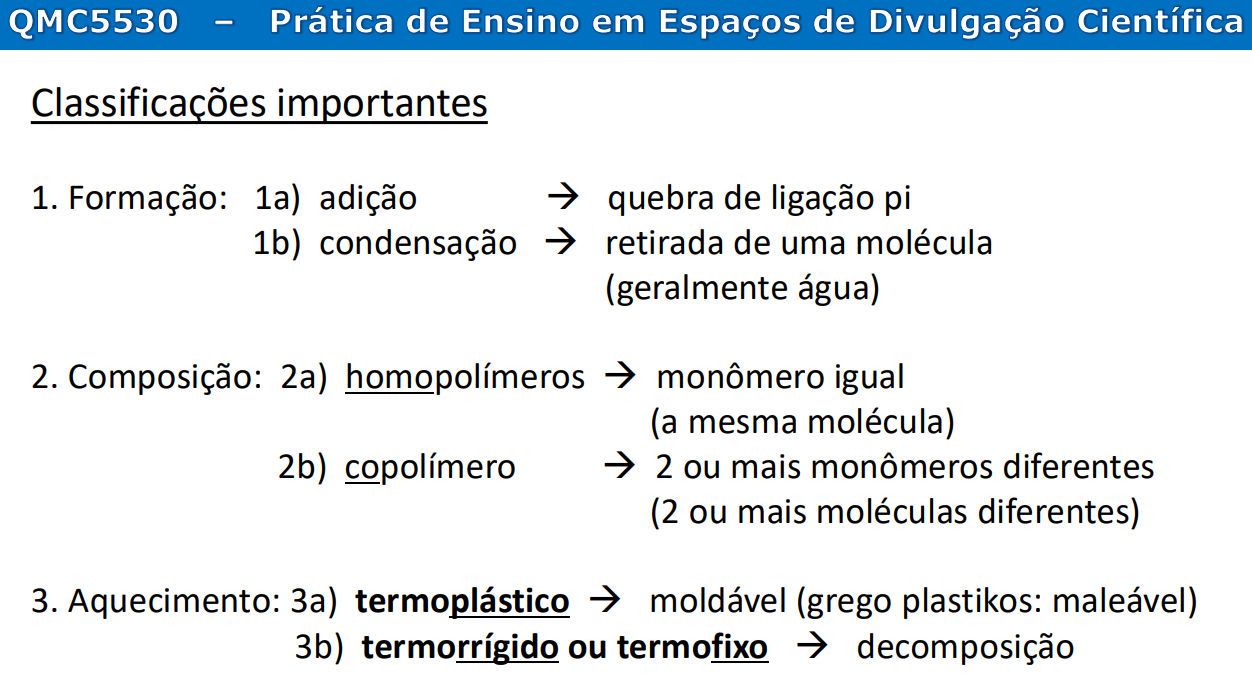 QMC5530 – Prática de Ensino em Espaços de Divulgação Científica
Classificações importantes
1. Formação: 1a) adição → quebra de ligação pi
1b) condensação → retirada de uma molécula
(geralmente água)
2. Composição: 2a) homopolímeros → monômero igual
(a mesma molécula)
2b) copolímero → 2 ou mais monômeros diferentes
(2 ou mais moléculas diferentes)
3. Aquecimento: 3a) termoplástico → moldável (grego plastikos: maleável)
3b) termorrígido ou termofixo → decomposição